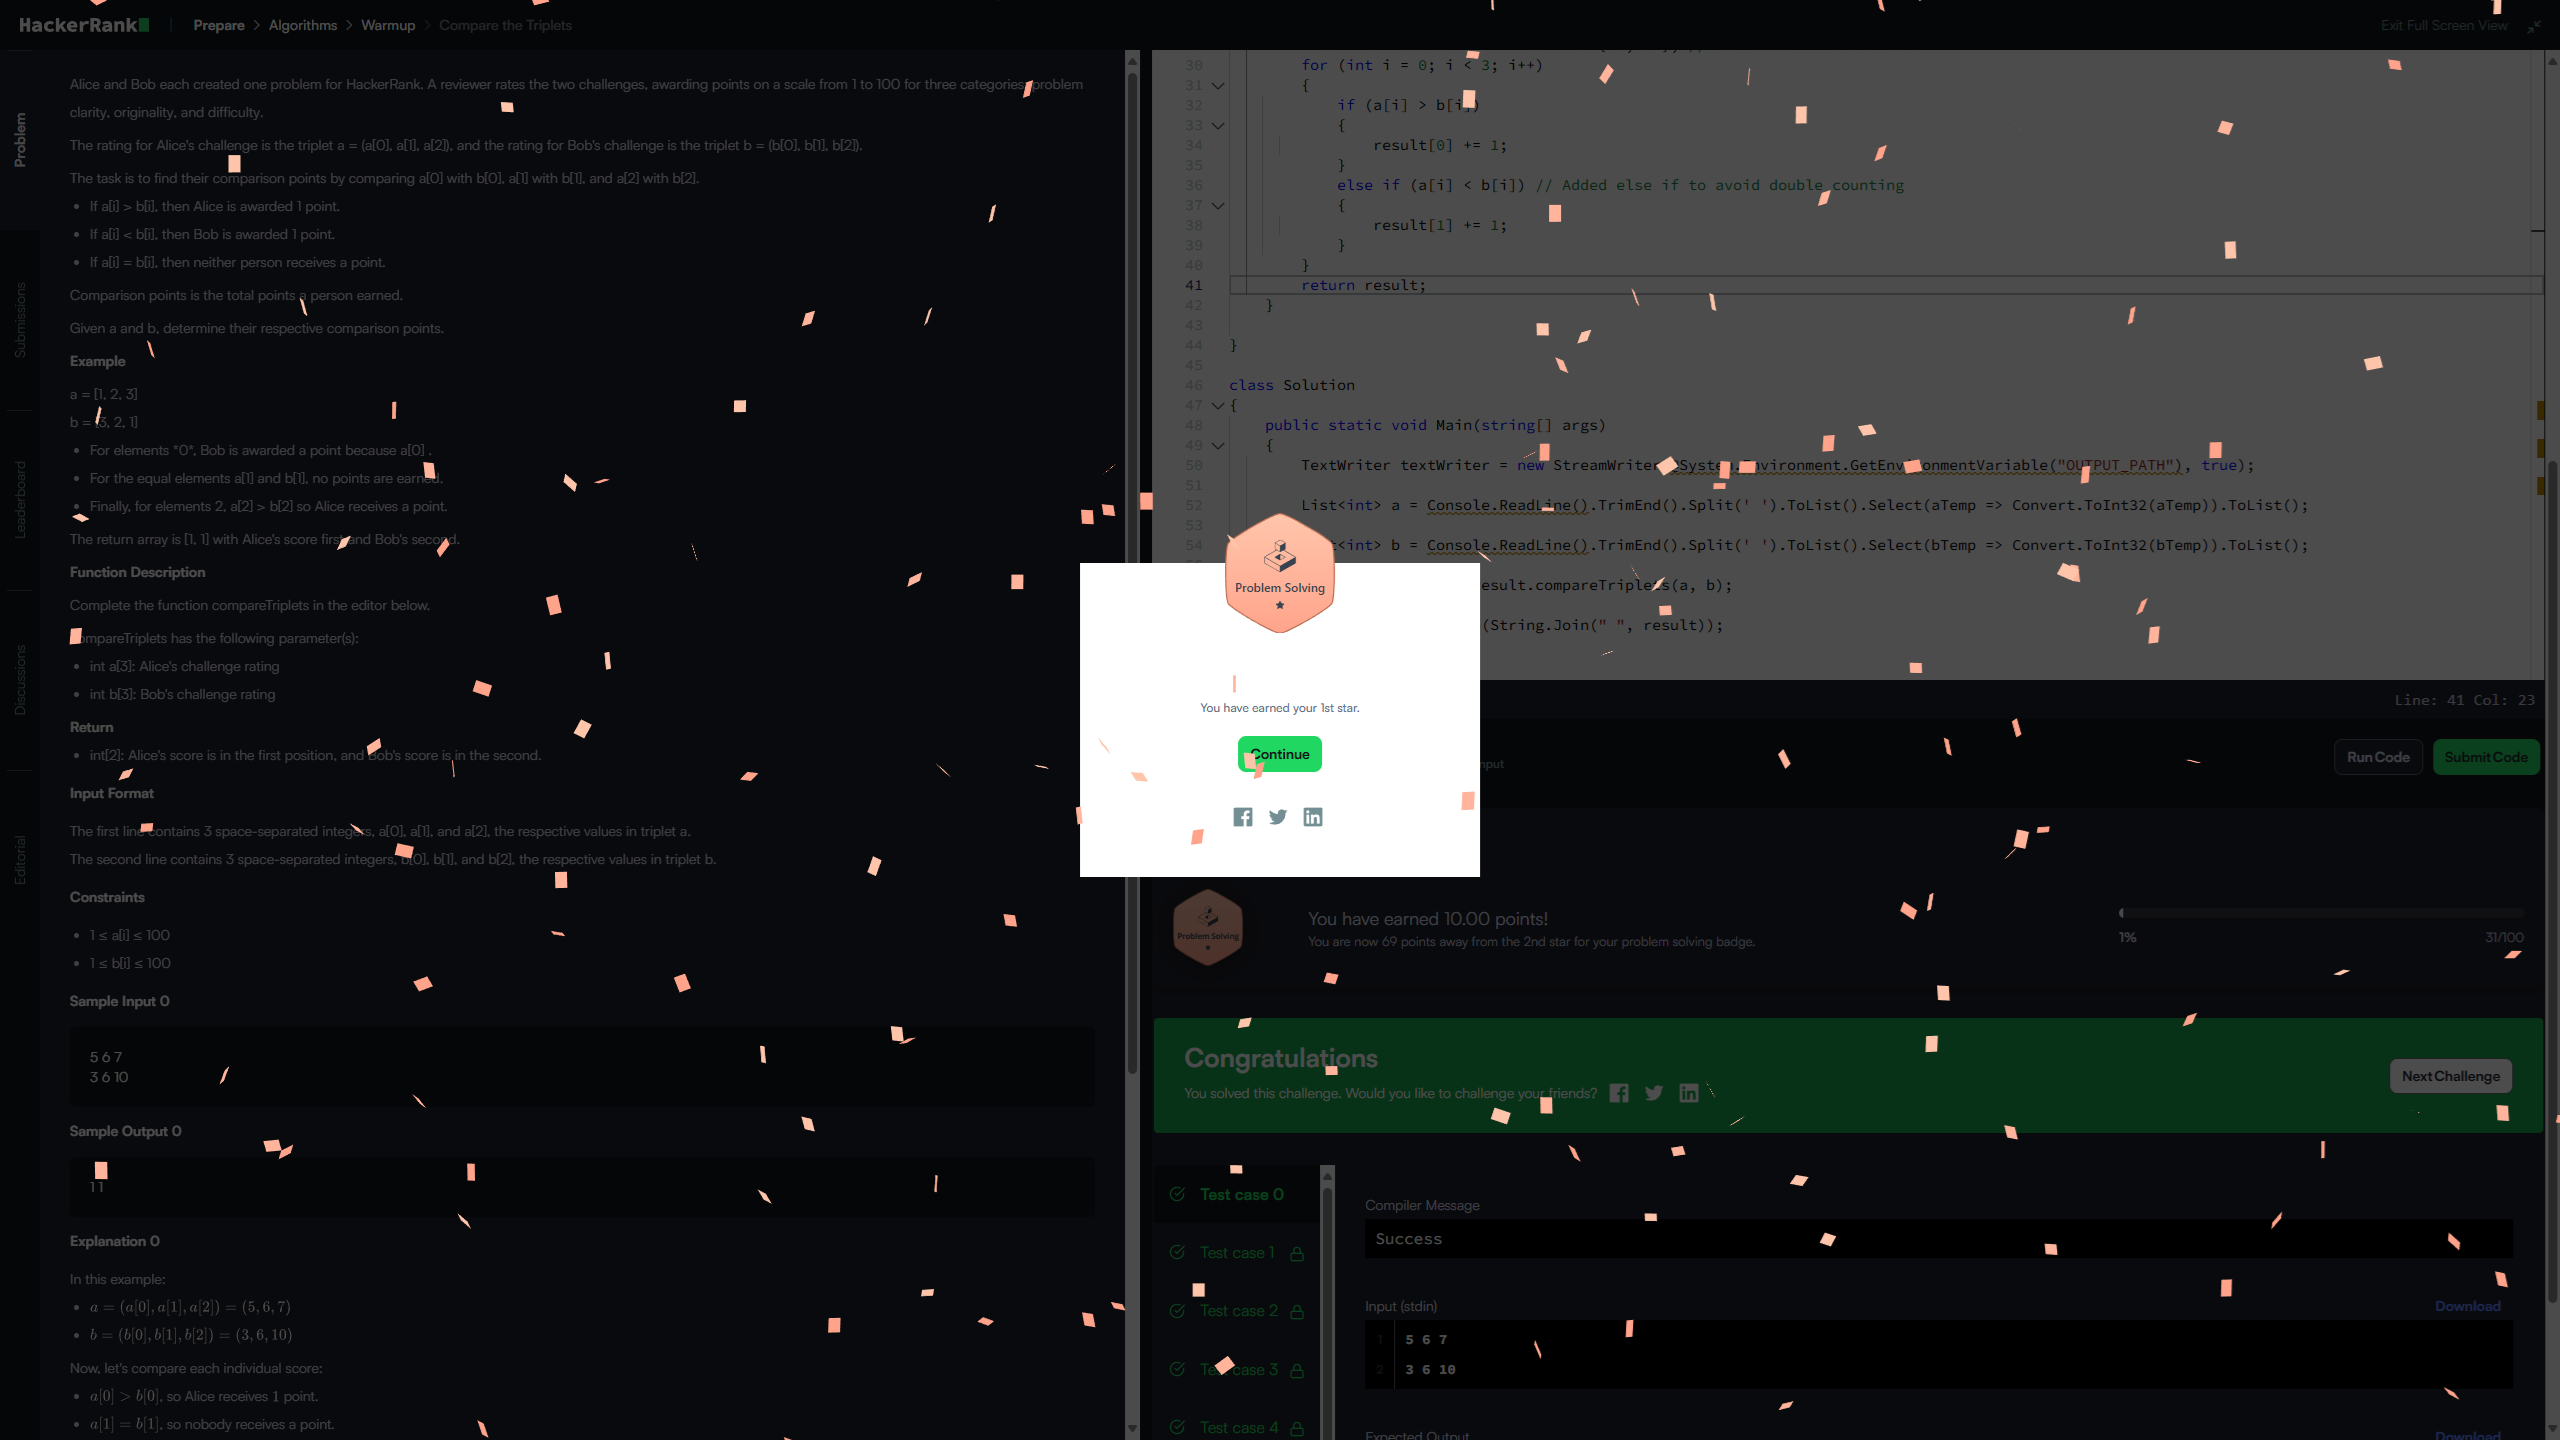 HackerRank
Prepare > Algorithms > Warmup > Compare the Triplets
Exit Full Screen View
Problem
Submissions
Leaderboard
Discussions
Editorial
Alice and Bob each created one problem for HackerRank. A reviewer rates the two challenges, awarding points on a scale from 1 to 100 for three categories: problem
clarity, originality, and difficulty.
The rating for Alice's challenge is the triplet a = (a[0], a[1], a[2]), and the rating for Bob's challenge is the triplet b = (b[0], b[1], b[2]).
The task is to find their comparison points by comparing a[0] with b[0], a[1] with b[1], and a[2] with b[2].
• If a[i] > b[i], then Alice is awarded 1 point.
• If a[i] < b[i], then Bob is awarded 1 point.
• If a[i] = b[i], then neither person receives a point.
Comparison points is the total points a person earned.
Given a and b, determine their respective comparison points.
Example
a = [1, 2, 3]
b = [3, 2, 1]
• For elements *0*, Bob is awarded a point because a[0] .
• For the equal elements a[1] and b[1], no points are earned.
• Finally, for elements 2, a[2] > b[2] so Alice receives a point.
The return array is [1, 1] with Alice's score first and Bob's second.
Function Description
Complete the function compareTriplets in the editor below.
compareTriplets has the following parameter(s):
• int a[3]: Alice's challenge rating
• int b[3]: Bob's challenge rating
Return
• int[2]: Alice's score is in the first position, and Bob's score is in the second.
Input Format
The first line contains 3 space-separated integers, a[0], a[1], and a[2], the respective values in triplet a.
The second line contains 3 space-separated integers, b[0], b[1], and b[2], the respective values in triplet b.
Constraints
• 1 ≤ a[i] ≤ 100
• 1 ≤ b[i] ≤ 100
Sample Input 0
5 6 7
3 6 10
Sample Output 0
1 1
Explanation 0
In this example:
• a = (a[0], a[1], a[2]) = (5, 6, 7)
• b = (b[0], b[1], b[2]) = (3, 6, 10)
Now, let's compare each individual score:
• a[0] > b[0], so Alice receives 1 point.
• a[1] = b[1], so nobody receives a point.
30 for (int i = 0; i < 3; i++)
31 {
32 if (a[i] > b[i])
33 {
34 result[0] += 1;
35 }
36 else if (a[i] < b[i]) // Added else if to avoid double counting
37 {
38 result[1] += 1;
39 }
40 }
41 return result;
42 }
43
44 }
45
46 class Solution
47 {
48 public static void Main(string[] args)
49 {
50 TextWriter textWriter = new StreamWriter(@System.Environment.GetEnvironmentVariable("OUTPUT_PATH"), true);
51
52 List<int> a = Console.ReadLine().TrimEnd().Split(' ').ToList().Select(aTemp => Convert.ToInt32(aTemp)).ToList();
53
54 <int> b = Console.ReadLine().TrimEnd().Split(' ').ToList().Select(bTemp => Convert.ToInt32(bTemp)).ToList();
esult.compareTriplets(a, b);
(String.Join(" ", result));
Line: 41 Col: 23
Problem Solving
You have earned your 1st star.
Continue
nput
Run Code
Submit Code
Problem Solving
You have earned 10.00 points!
You are now 69 points away from the 2nd star for your problem solving badge.
1%
31/100
Congratulations
You solved this challenge. Would you like to challenge your friends?
Next Challenge
Test case 0
Test case 1
Test case 2
Test case 3
Test case 4
Compiler Message
Success
Input (stdin)
Download
1 5 6 7
2 3 6 10
Expected Output
Download